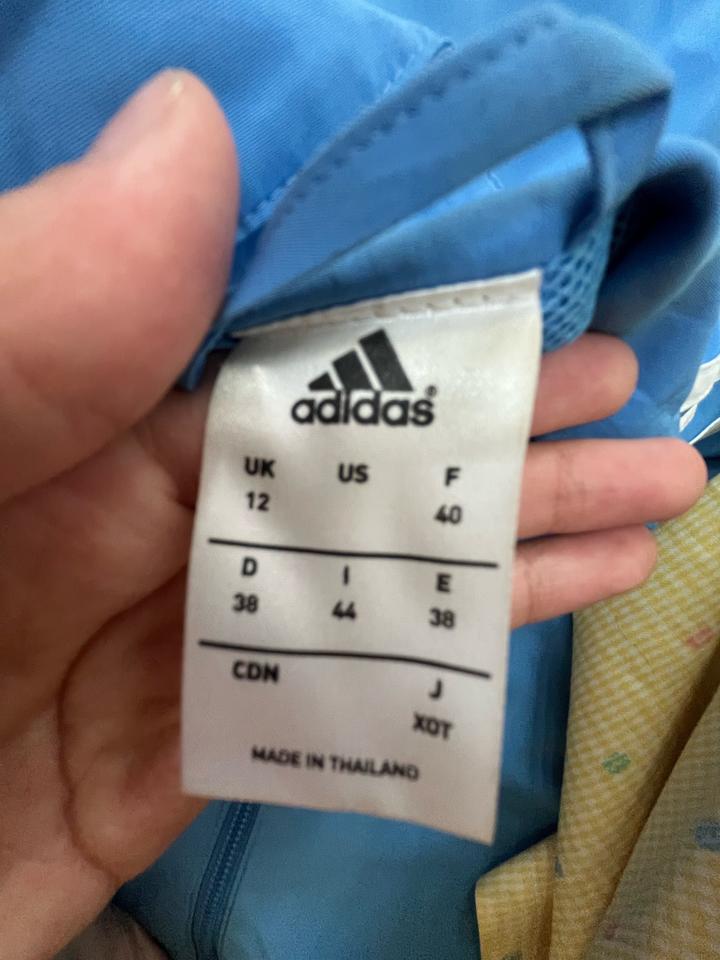 adidas®
UK US F
12 40
D I E
38 44 38
CDN J
XOT
MADE IN THAILAND